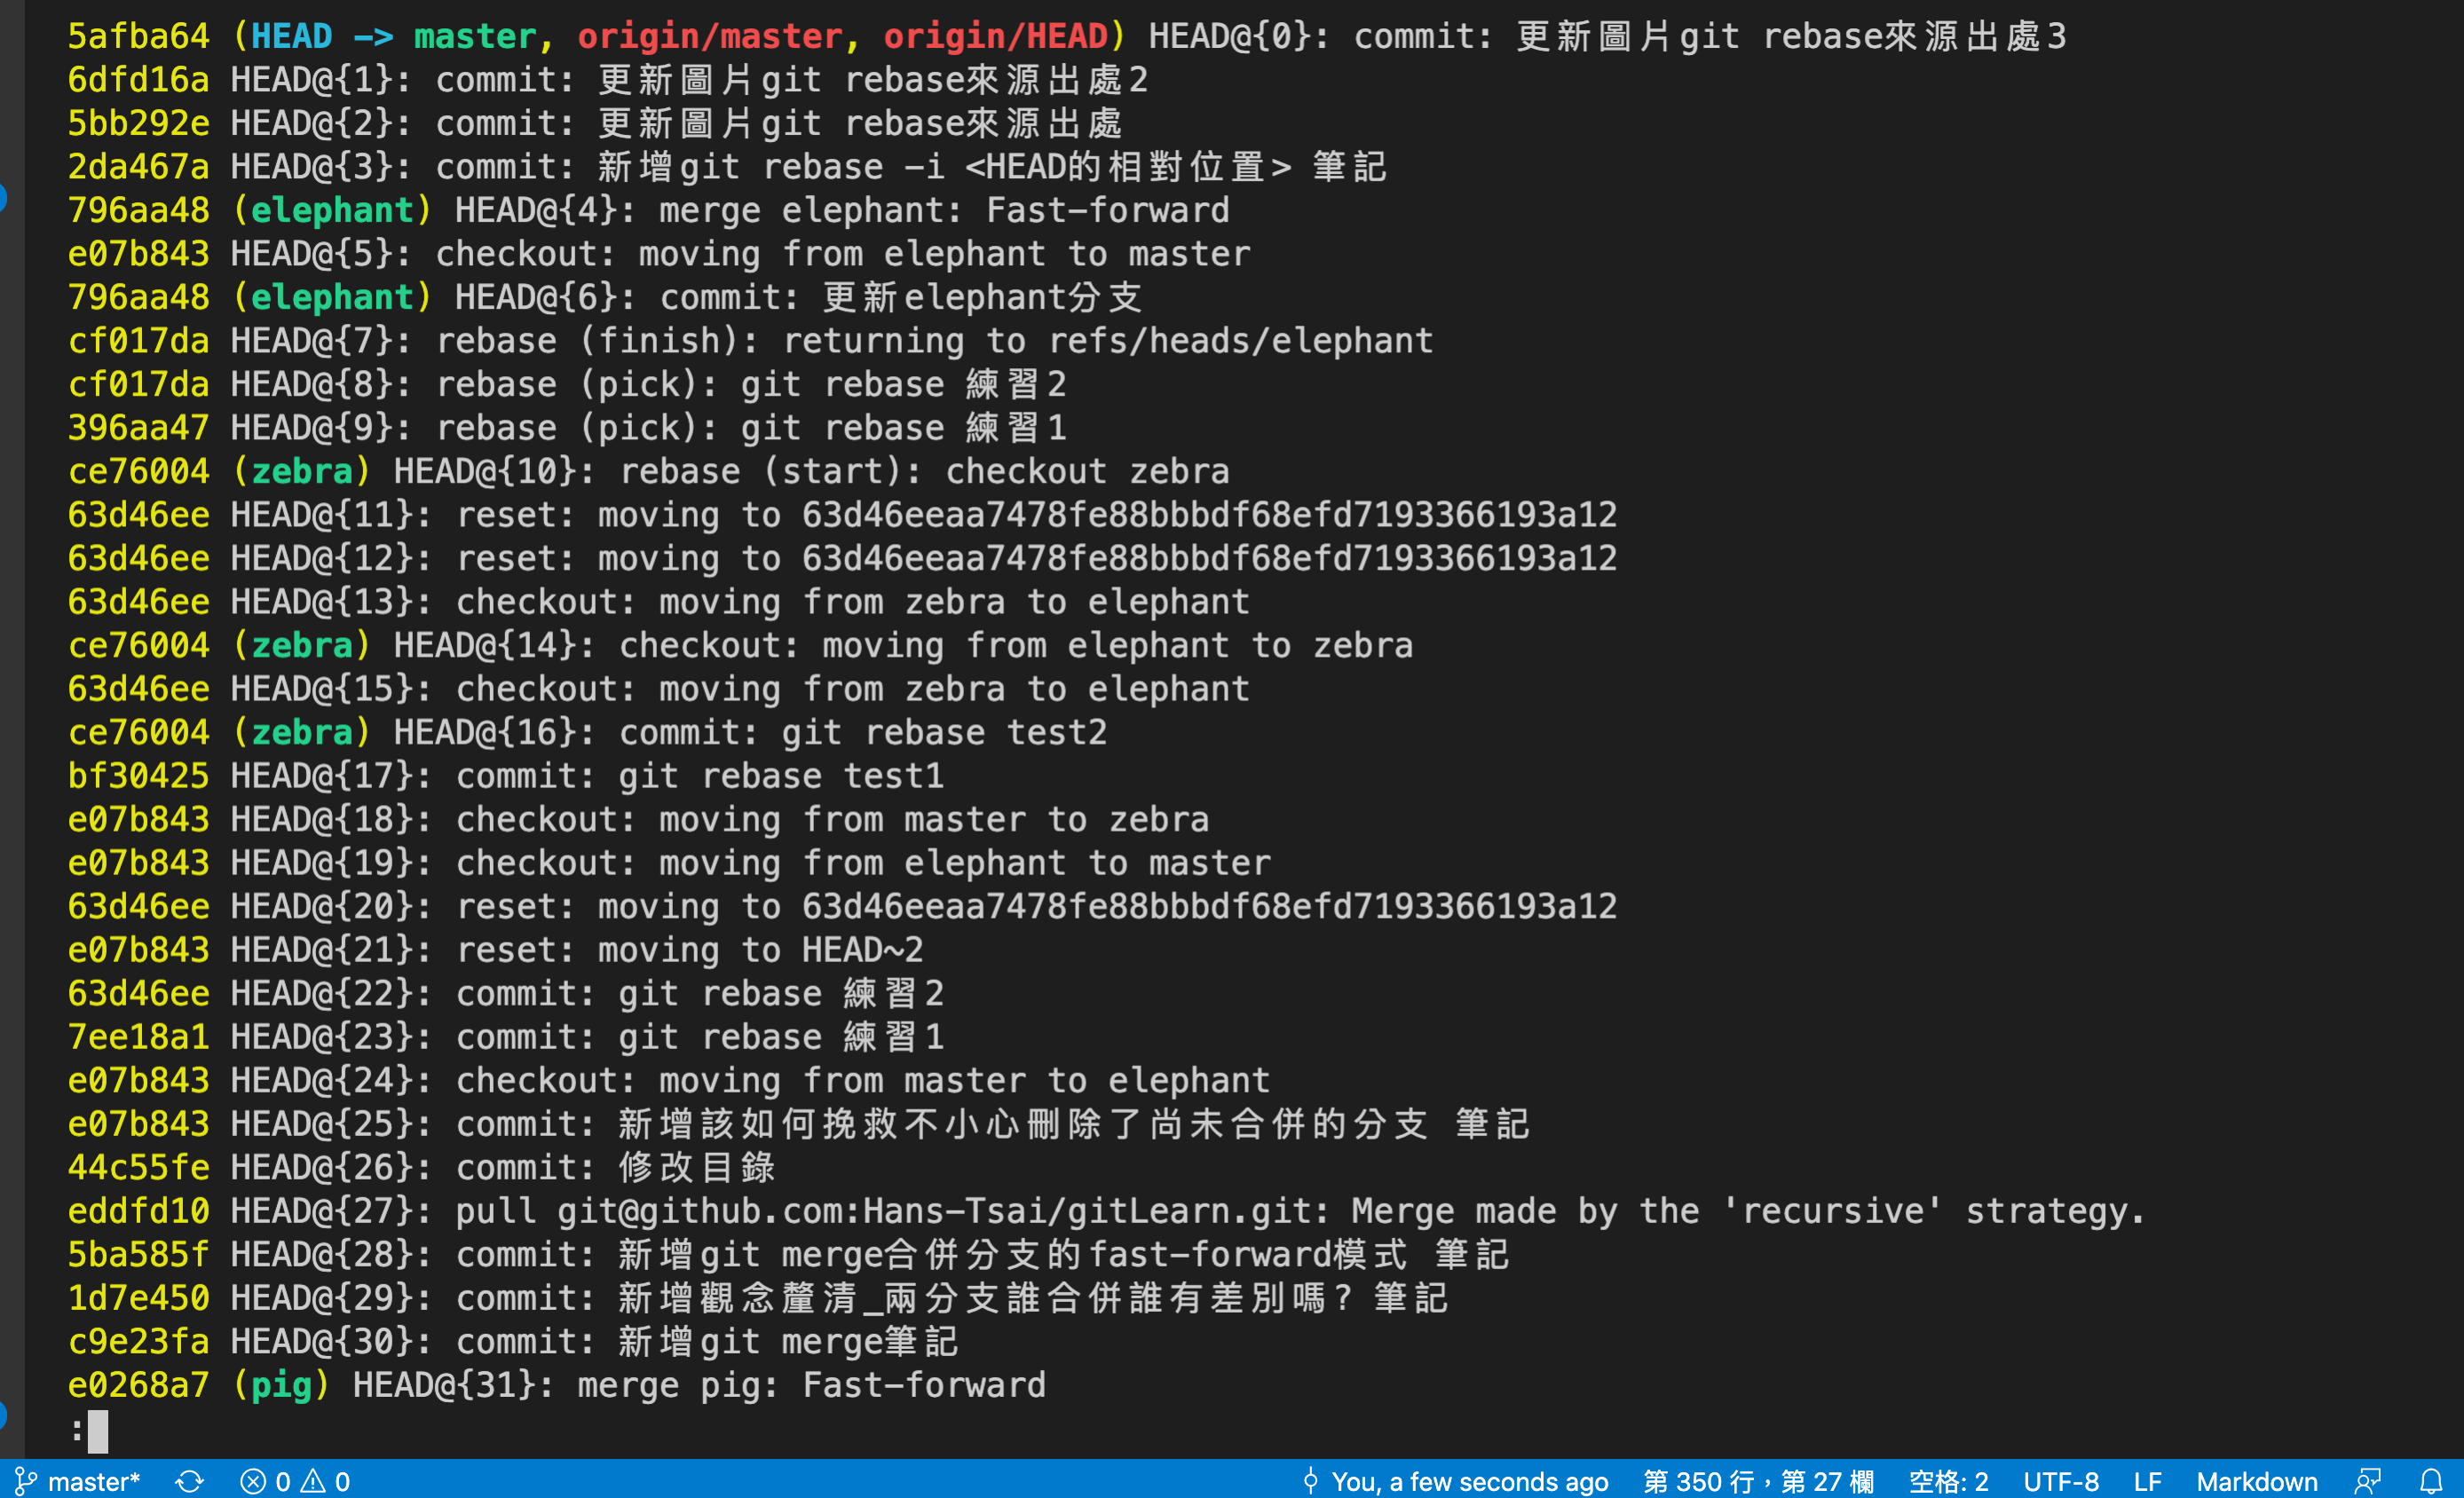 5afba64 (HEAD -> master, origin/master, origin/HEAD) HEAD@{0}: commit: 更新圖片git rebase來源出處3
6dfd16a HEAD@{1}: commit: 更新圖片git rebase來源出處2
5bb292e HEAD@{2}: commit: 更新圖片git rebase來源出處
2da467a HEAD@{3}: commit: 新增git rebase -i <HEAD的相對位置> 筆記
796aa48 (elephant) HEAD@{4}: merge elephant: Fast-forward
e07b843 HEAD@{5}: checkout: moving from elephant to master
796aa48 (elephant) HEAD@{6}: commit: 更新elephant分支
cf017da HEAD@{7}: rebase (finish): returning to refs/heads/elephant
cf017da HEAD@{8}: rebase (pick): git rebase 練習2
396aa47 HEAD@{9}: rebase (pick): git rebase 練習1
ce76004 (zebra) HEAD@{10}: rebase (start): checkout zebra
63d46ee HEAD@{11}: reset: moving to 63d46eeaa7478fe88bbbdf68efd7193366193a12
63d46ee HEAD@{12}: reset: moving to 63d46eeaa7478fe88bbbdf68efd7193366193a12
63d46ee HEAD@{13}: checkout: moving from zebra to elephant
ce76004 (zebra) HEAD@{14}: checkout: moving from elephant to zebra
63d46ee HEAD@{15}: checkout: moving from zebra to elephant
ce76004 (zebra) HEAD@{16}: commit: git rebase test2
bf30425 HEAD@{17}: commit: git rebase test1
e07b843 HEAD@{18}: checkout: moving from master to zebra
e07b843 HEAD@{19}: checkout: moving from elephant to master
63d46ee HEAD@{20}: reset: moving to 63d46eeaa7478fe88bbbdf68efd7193366193a12
e07b843 HEAD@{21}: reset: moving to HEAD~2
63d46ee HEAD@{22}: commit: git rebase 練習2
7ee18a1 HEAD@{23}: commit: git rebase 練習1
e07b843 HEAD@{24}: checkout: moving from master to elephant
e07b843 HEAD@{25}: commit: 新增該如何挽救不小心刪除了尚未合併的分支 筆記
44c55fe HEAD@{26}: commit: 修改目錄
eddfd10 HEAD@{27}: pull git@github.com:Hans-Tsai/gitLearn.git: Merge made by the 'recursive' strategy.
5ba585f HEAD@{28}: commit: 新增git merge合併分支的fast-forward模式 筆記
1d7e450 HEAD@{29}: commit: 新增觀念釐清_兩分支誰合併誰有差別嗎? 筆記
c9e23fa HEAD@{30}: commit: 新增git merge筆記
e0268a7 (pig) HEAD@{31}: merge pig: Fast-forward
:
master* 0 0 You, a few seconds ago 第 350 行，第 27 欄 空格: 2 UTF-8 LF Markdown